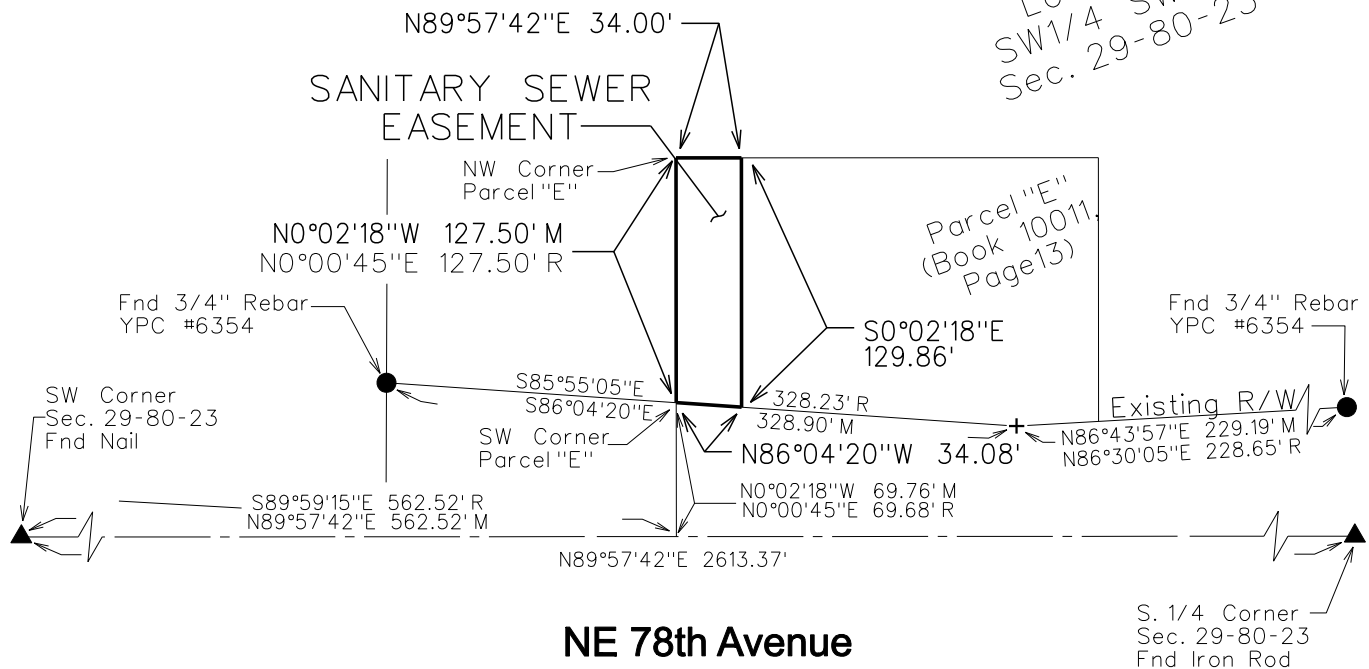 N89°57'42"E 34.00'
SW1/4 SW
Sec. 29-80-23
SANITARY SEWER
EASEMENT
NW Corner
Parcel "E"
Parcel "E"
(Book 10011,
Page 13)
N0°02'18"W 127.50' M
N0°00'45"E 127.50' R
Fnd 3/4" Rebar
YPC #6354
Fnd 3/4" Rebar
YPC #6354
S0°02'18"E
129.86'
SW Corner
Sec. 29-80-23
Fnd Nail
S85°55'05"E
S86°04'20"E
328.23' R
328.90' M
Existing R/W
N86°43'57"E 229.19' M
N86°30'05"E 228.65' R
SW Corner
Parcel "E"
N86°04'20"W 34.08'
N0°02'18"W 69.76' M
N0°00'45"E 69.68' R
S89°59'15"E 562.52' R
N89°57'42"E 562.52' M
N89°57'42"E 2613.37'
S. 1/4 Corner
Sec. 29-80-23
Fnd Iron Rod
NE 78th Avenue